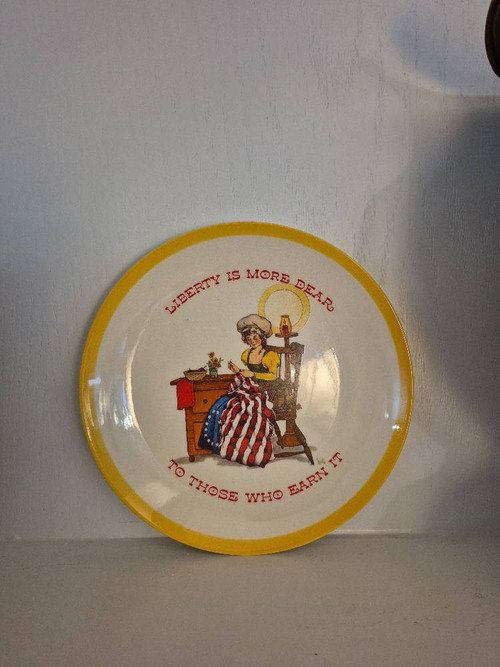 LIBERTY IS MORE DEAR
TO THOSE WHO EARN IT